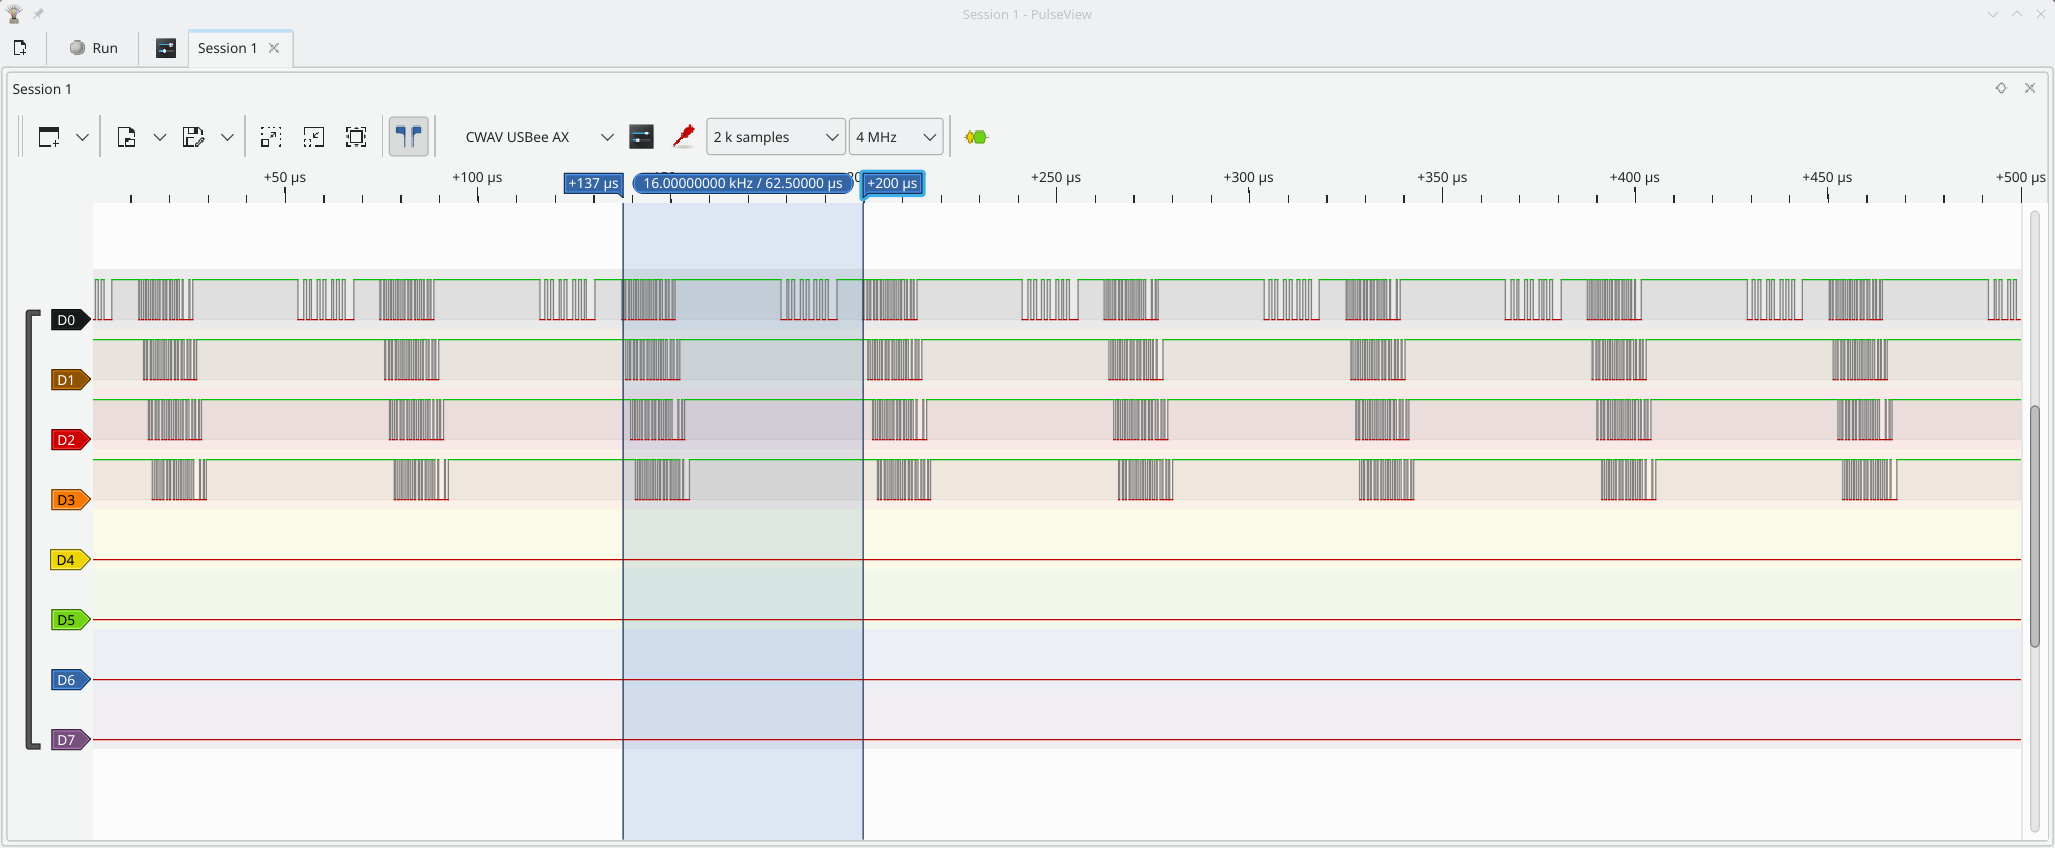 Session 1 - PulseView
Run
Session 1
Session 1
CWAV USBee AX
2 k samples
4 MHz
+50 µs
+100 µs
+137 µs
16.00000000 kHz / 62.50000 µs
+200 µs
+250 µs
+300 µs
+350 µs
+400 µs
+450 µs
+500 µs
D0
D1
D2
D3
D4
D5
D6
D7